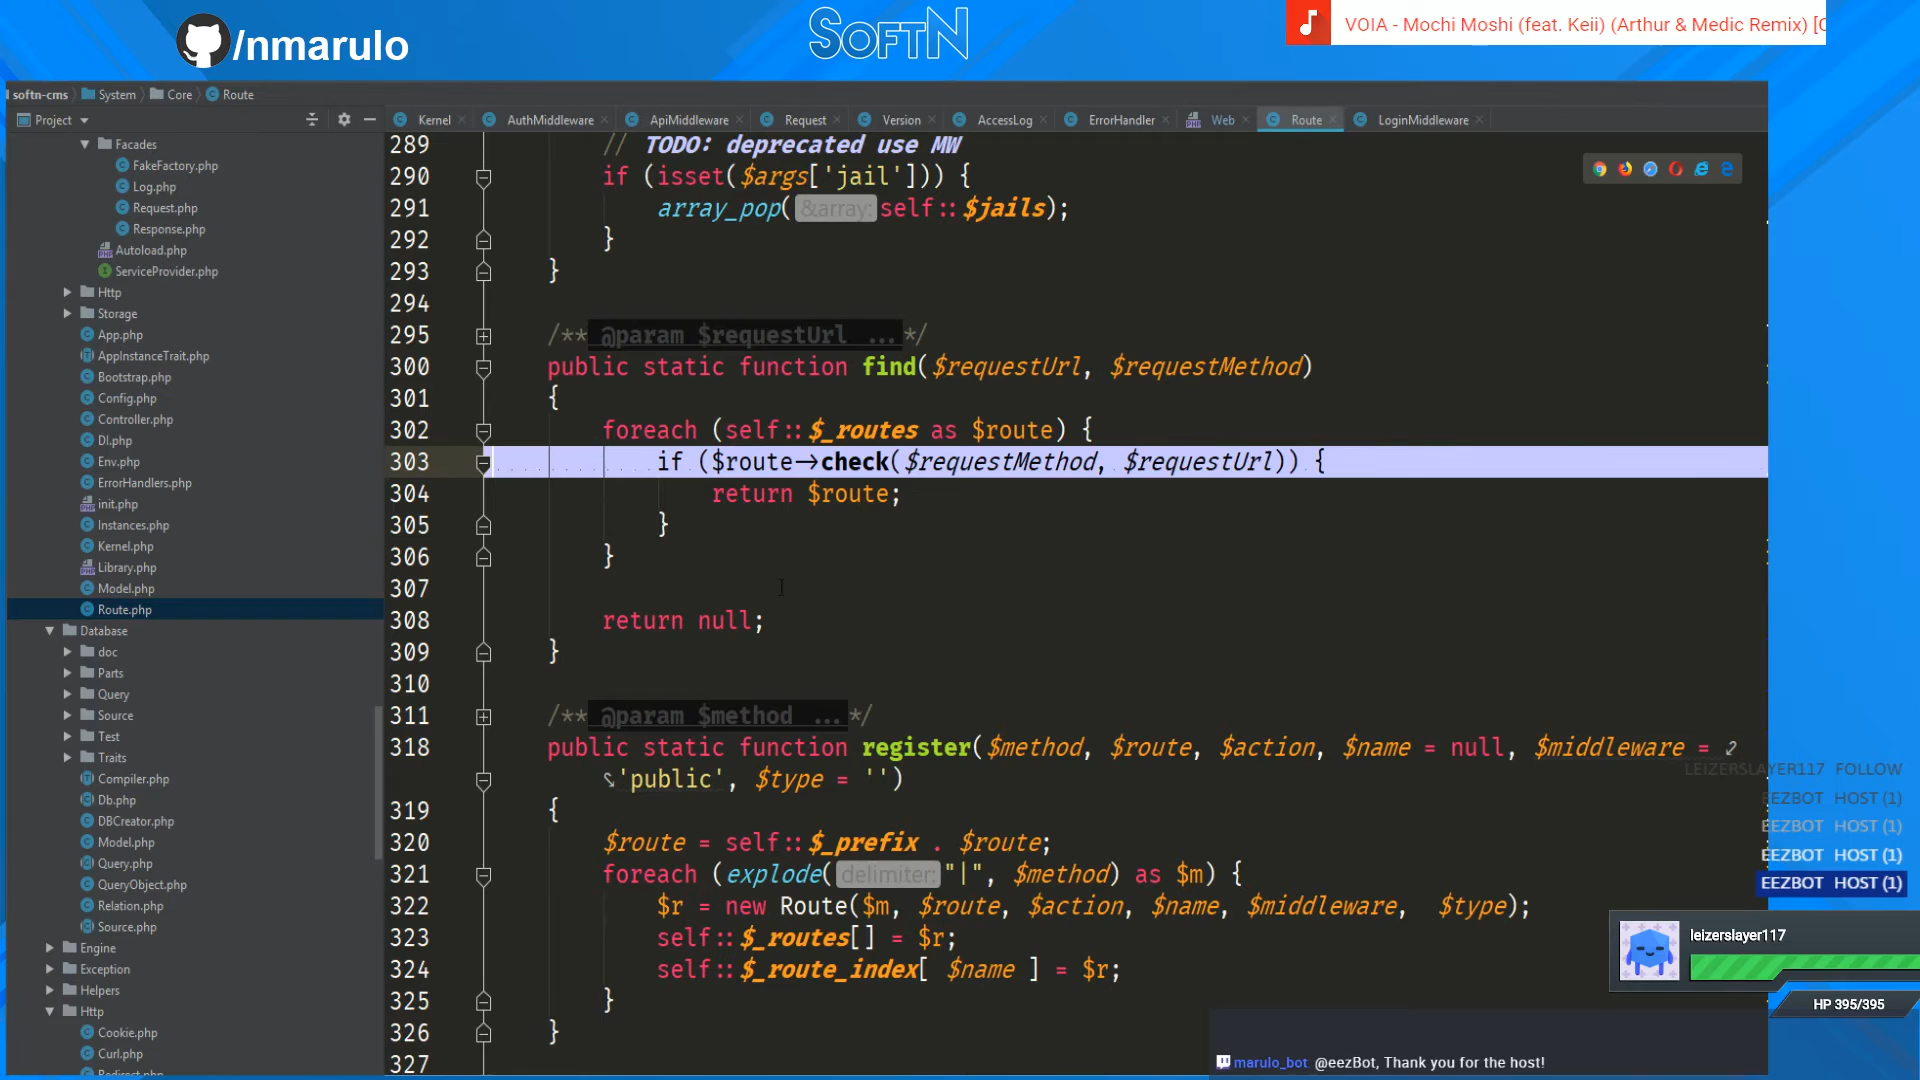 /nmarulo
SOFTN
VOIA - Mochi Moshi (feat. Keii) (Arthur & Medic Remix) [C
softn-cms System Core Route
Project
Kernel AuthMiddleware ApiMiddleware Request Version AccessLog ErrorHandler Web Route LoginMiddleware
Facades
FakeFactory.php
Log.php
Request.php
Response.php
Autoload.php
ServiceProvider.php
Http
Storage
App.php
AppInstanceTrait.php
Bootstrap.php
Config.php
Controller.php
DI.php
Env.php
ErrorHandlers.php
init.php
Instances.php
Kernel.php
Library.php
Model.php
Route.php
Database
doc
Parts
Query
Source
Test
Traits
Compiler.php
Db.php
DBCreator.php
Model.php
Query.php
QueryObject.php
Relation.php
Source.php
Engine
Exception
Helpers
Http
Cookie.php
Curl.php
Redirect.php
289 // TODO: deprecated use MW
290 if (isset($args['jail'])) {
291 array_pop( &array: self::$jails);
292 }
293 }
294
295 /** @param $requestUrl ...*/
300 public static function find($requestUrl, $requestMethod)
301 {
302 foreach (self::$_routes as $route) {
303 if ($route->check($requestMethod, $requestUrl)) {
304 return $route;
305 }
306 }
307
308 return null;
309 }
310
311 /** @param $method ...*/
318 public static function register($method, $route, $action, $name = null, $middleware =
'public', $type = '')
319 {
320 $route = self::$_prefix . $route;
321 foreach (explode( delimiter: "|", $method) as $m) {
322 $r = new Route($m, $route, $action, $name, $middleware, $type);
323 self::$_routes[] = $r;
324 self::$_route_index[ $name ] = $r;
325 }
326 }
327
LEIZERSLAYER117 FOLLOW
EEZBOT HOST (1)
EEZBOT HOST (1)
EEZBOT HOST (1)
EEZBOT HOST (1)
leizerslayer117
HP 395/395
marulo_bot: @eezBot, Thank you for the host!